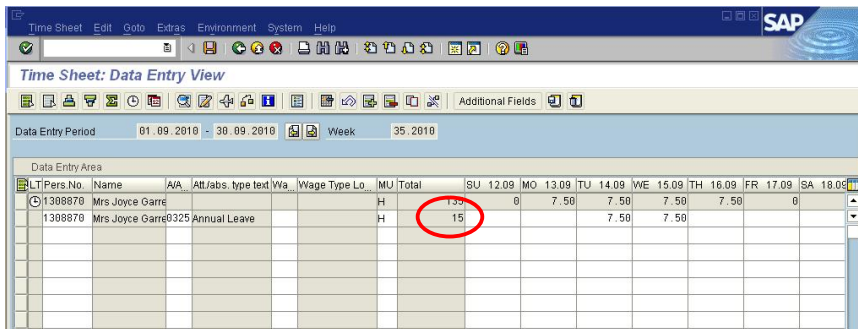 Time Sheet Edit Goto Extras Environment System Help
SAP
Time Sheet: Data Entry View
Additional Fields
Data Entry Period 01.09.2010 - 30.09.2010 Week 35.2010
Data Entry Area
LT Pers.No. Name A/A Att./abs. type text Wa... Wage Type Lo... MU Total SU 12.09 MO 13.09 TU 14.09 WE 15.09 TH 16.09 FR 17.09 SA 18.09
1308870 Mrs Joyce Garre H 135 0 7.50 7.50 7.50 7.50 0
1308870 Mrs Joyce Garre 0325 Annual Leave H 15 7.50 7.50